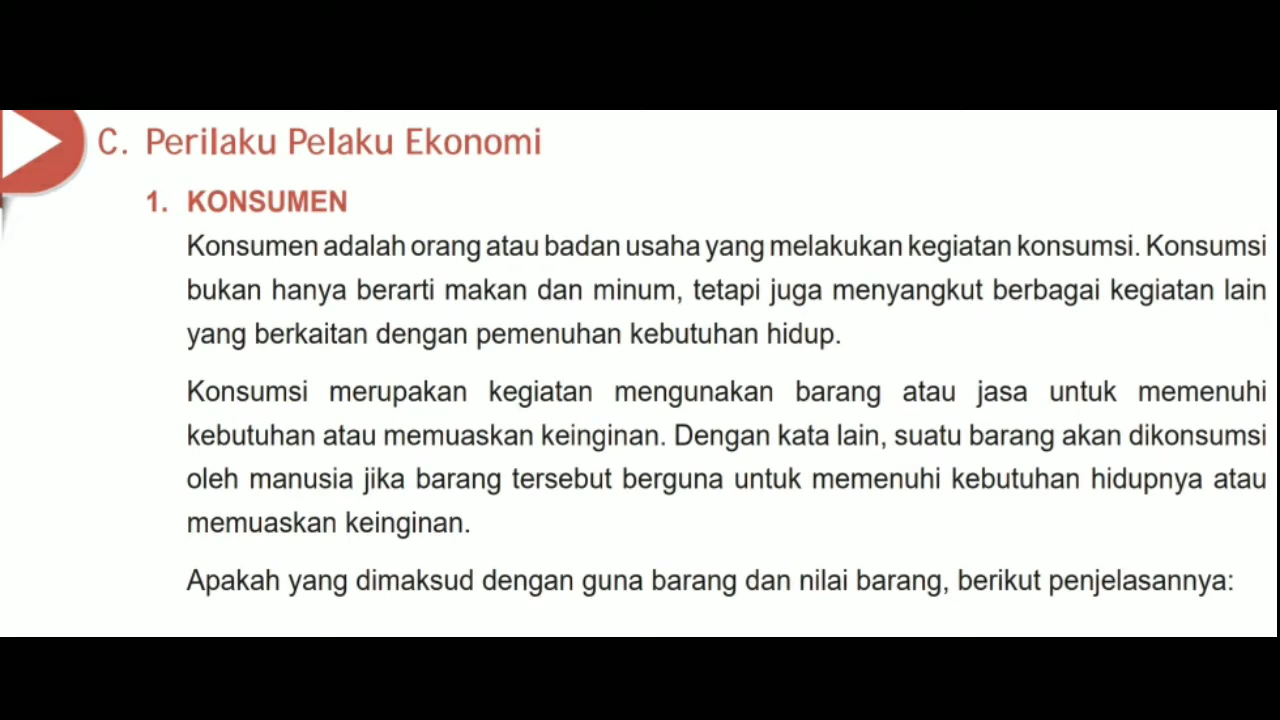 C. Perilaku Pelaku Ekonomi
1. KONSUMEN
Konsumen adalah orang atau badan usaha yang melakukan kegiatan konsumsi. Konsumsi
bukan hanya berarti makan dan minum, tetapi juga menyangkut berbagai kegiatan lain
yang berkaitan dengan pemenuhan kebutuhan hidup.
Konsumsi merupakan kegiatan mengunakan barang atau jasa untuk memenuhi
kebutuhan atau memuaskan keinginan. Dengan kata lain, suatu barang akan dikonsumsi
oleh manusia jika barang tersebut berguna untuk memenuhi kebutuhan hidupnya atau
memuaskan keinginan.
Apakah yang dimaksud dengan guna barang dan nilai barang, berikut penjelasannya: